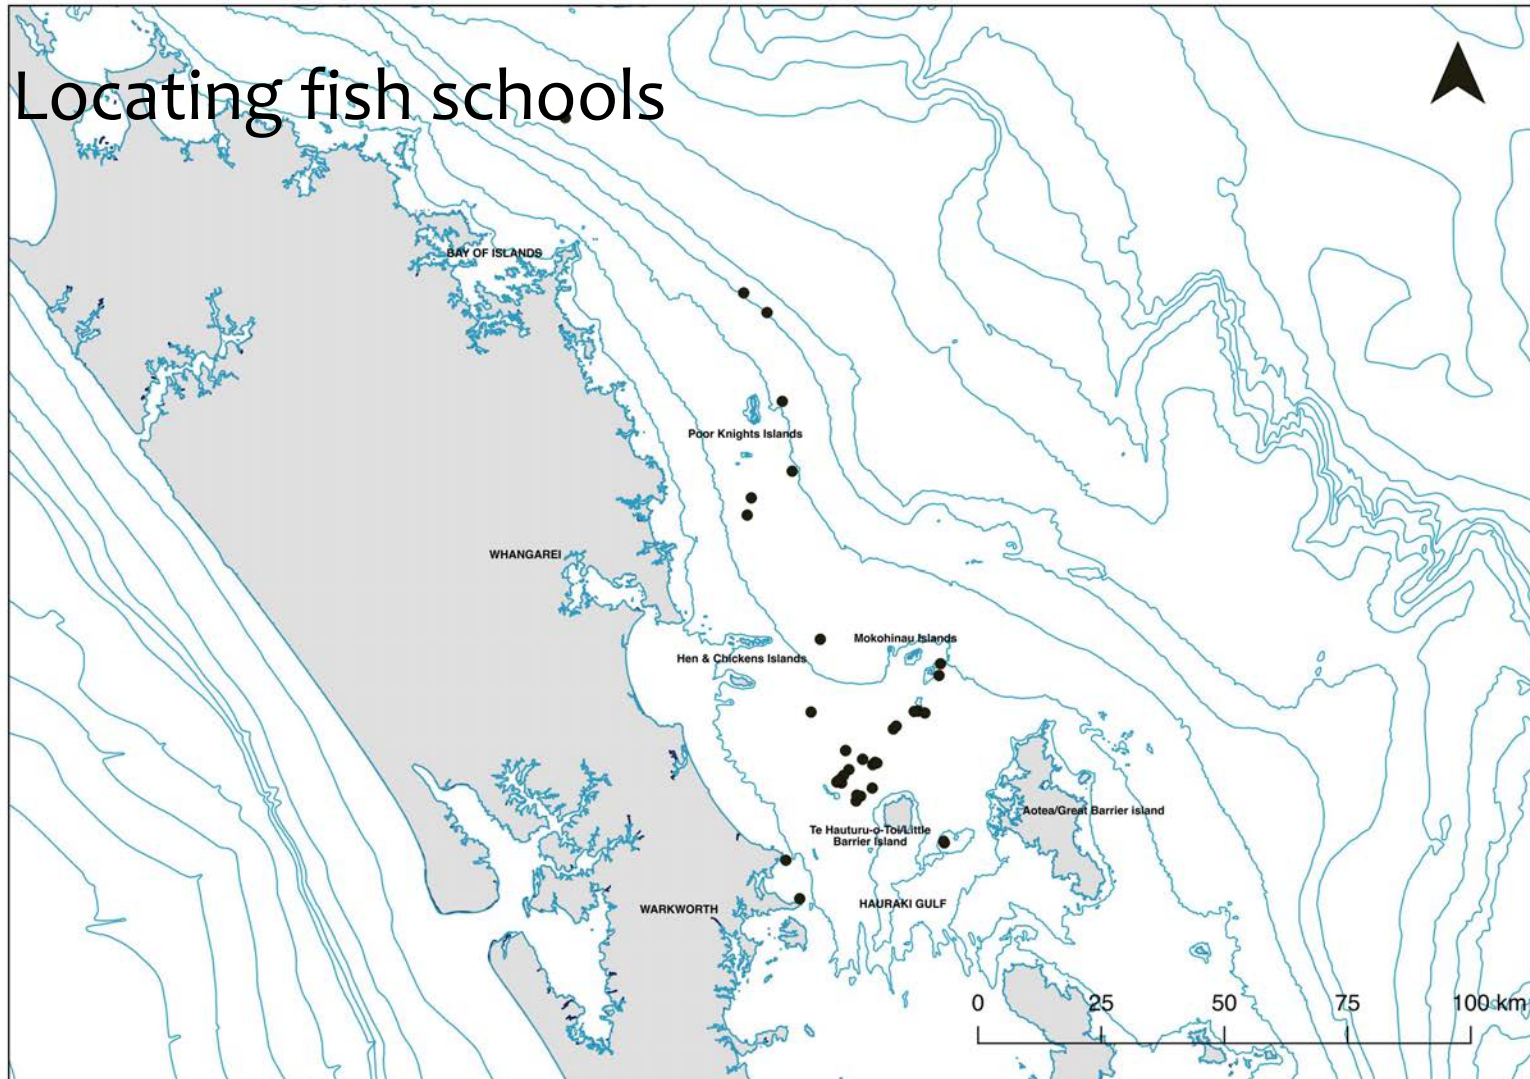 Locating fish schools
BAY OF ISLANDS
Poor Knights Islands
WHANGAREI
Mokohinau Islands
Hen & Chickens Islands
Aotea/Great Barrier island
Te Hauturu-o-Toi/Little
Barrier Island
HAURAKI GULF
WARKWORTH
0 25 50 75 100 km